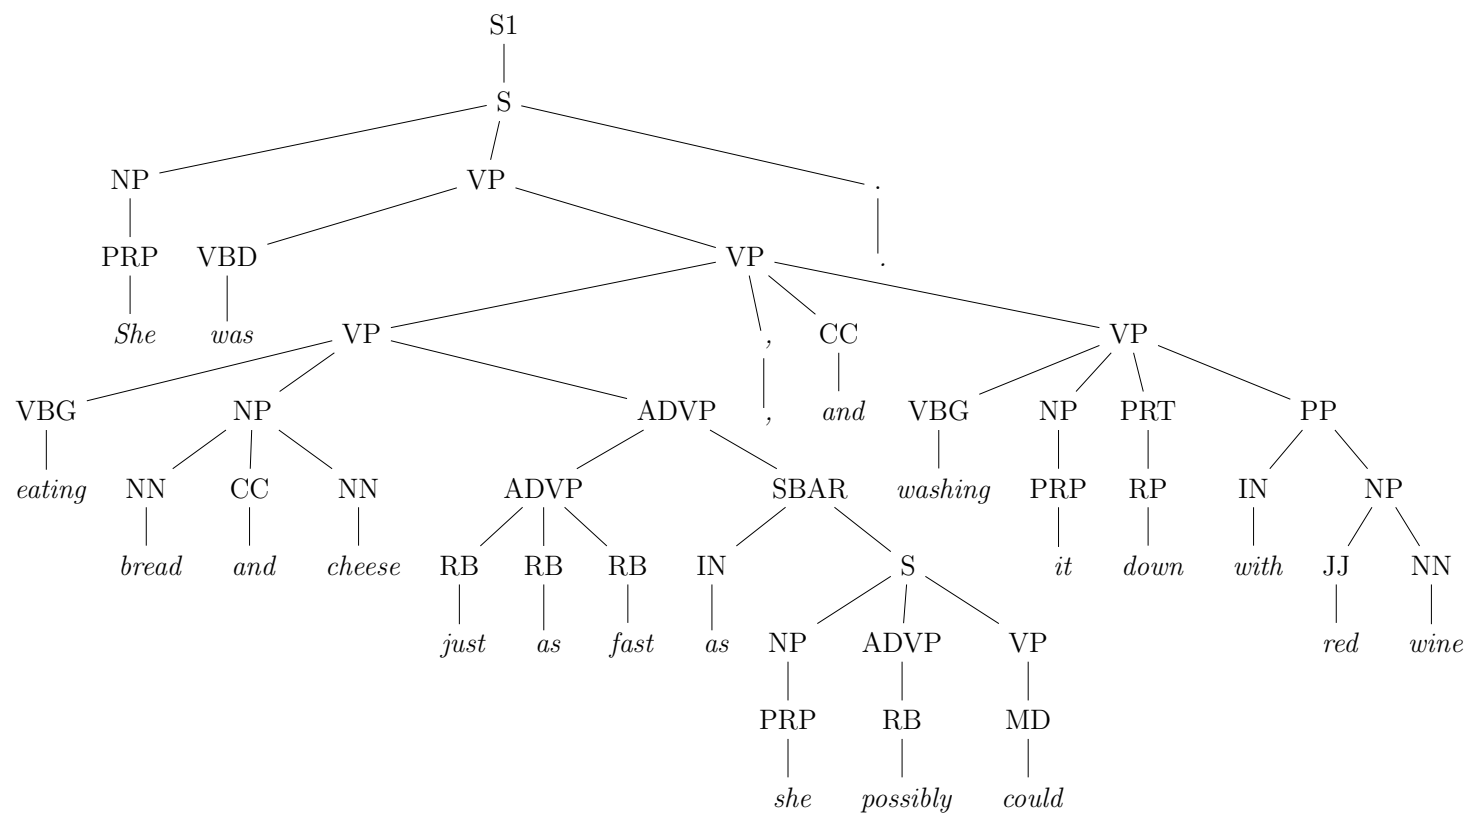 S1
S
NP VP .
PRP VBD VP .
She was VP , CC VP
VBG NP ADVP , and VBG NP PRT PP
eating NN CC NN ADVP SBAR washing PRP RP IN NP
bread and cheese RB RB RB IN S it down with JJ NN
just as fast as NP ADVP VP red wine
PRP RB MD
she possibly could